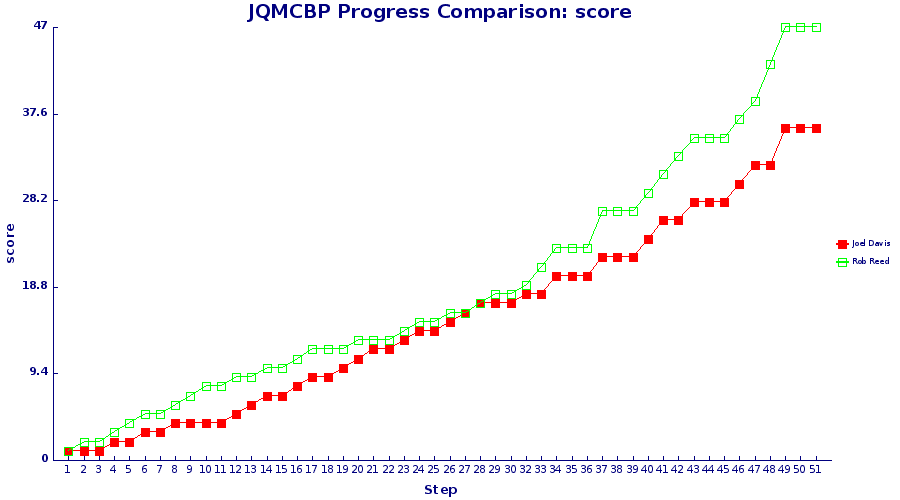 JQMCBP Progress Comparison: score
47
37.6
28.2
18.8
9.4
0
score
1 2 3 4 5 6 7 8 9 10 11 12 13 14 15 16 17 18 19 20 21 22 23 24 25 26 27 28 29 30 31 32 33 34 35 36 37 38 39 40 41 42 43 44 45 46 47 48 49 50 51
Step
Joel Davis
Rob Reed